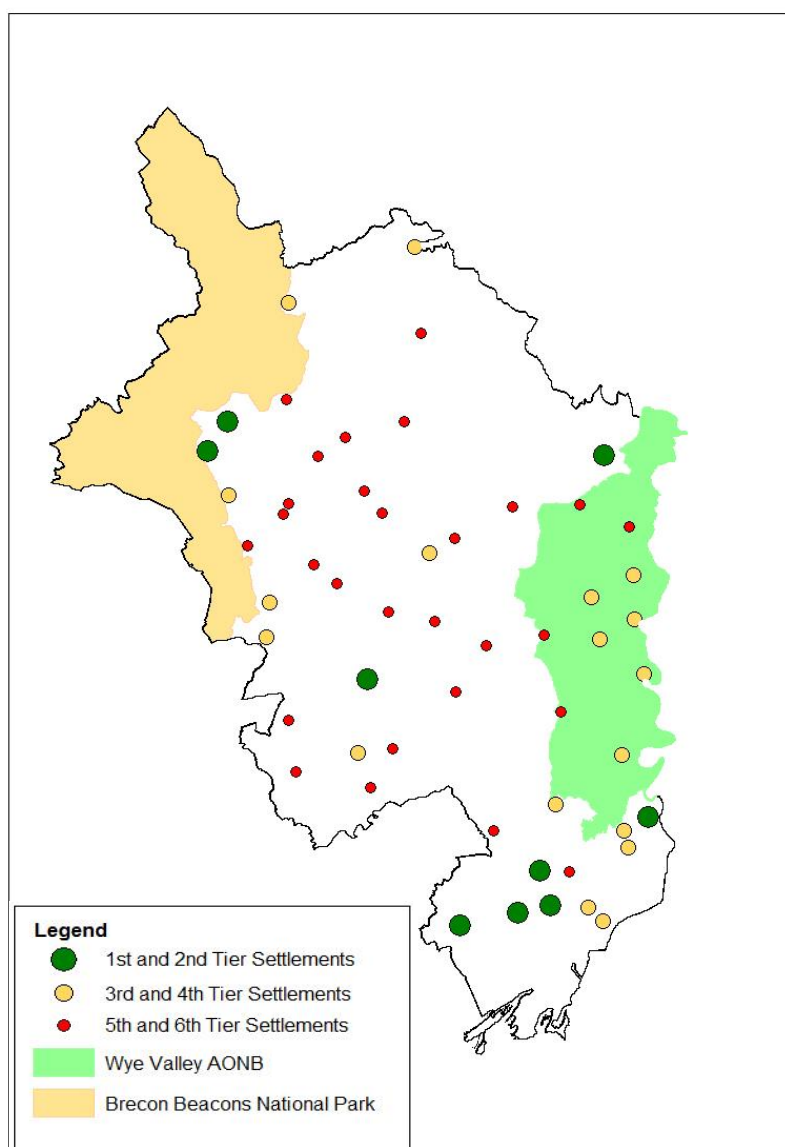 Legend
1st and 2nd Tier Settlements
3rd and 4th Tier Settlements
5th and 6th Tier Settlements
Wye Valley AONB
Brecon Beacons National Park